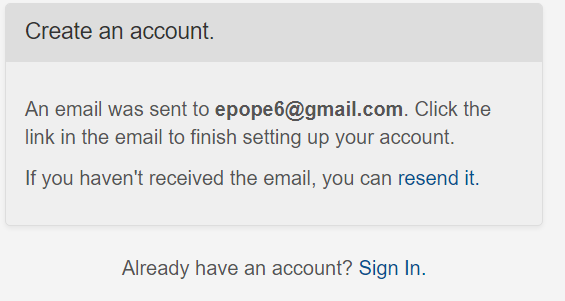 Create an account.
An email was sent to epope6@gmail.com. Click the
link in the email to finish setting up your account.
If you haven't received the email, you can resend it.
Already have an account? Sign In.